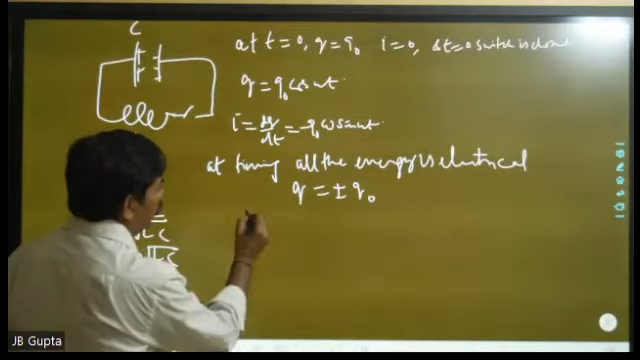 C
at t=0, q=q₀ i=0, at t=0 switch is closed
q = q₀ cos ωt.
i = dq/dt = -q₀ ω sin ωt.
at timing all the energy is electrical
q = ± q₀
JB Gupta